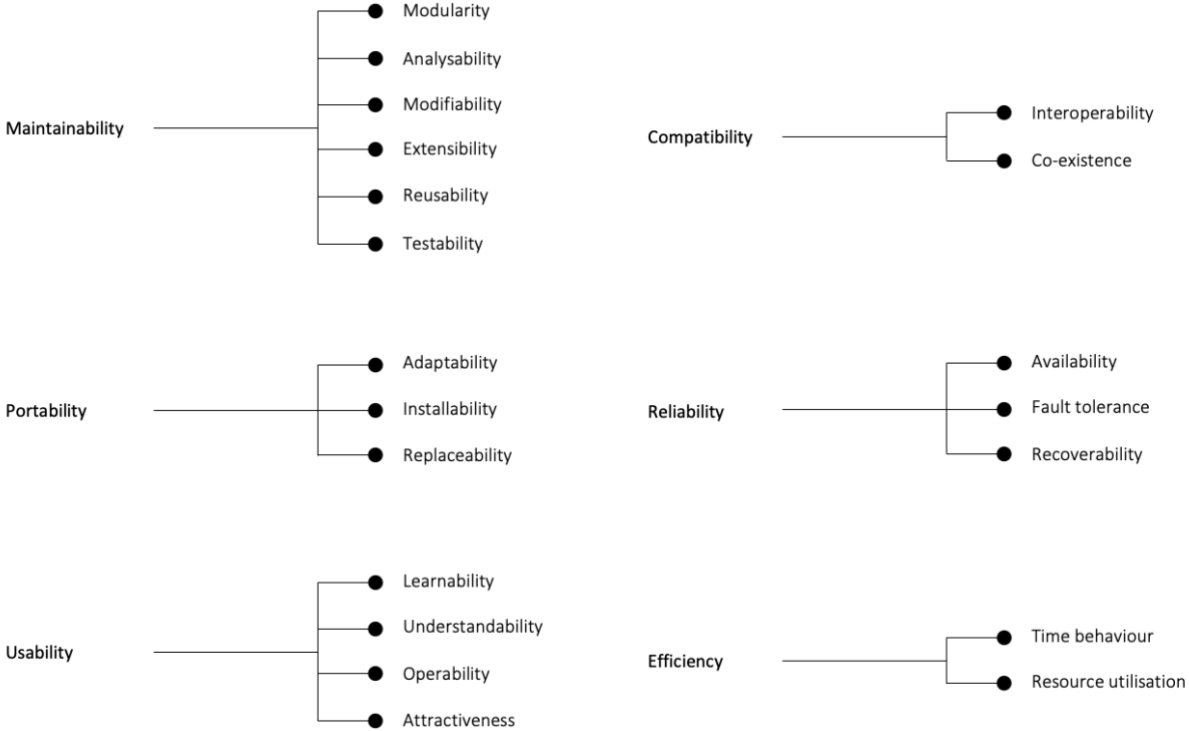 Maintainability
Modularity
Analysability
Modifiability
Extensibility
Reusability
Testability
Compatibility
Interoperability
Co-existence
Portability
Adaptability
Installability
Replaceability
Reliability
Availability
Fault tolerance
Recoverability
Usability
Learnability
Understandability
Operability
Attractiveness
Efficiency
Time behaviour
Resource utilisation